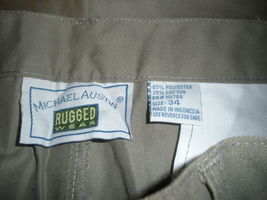 MICHAEL AUSTIN®
RUGGED
WEAR
65% POLYESTER
35% COTTON
SIZE: 34
MADE IN INDONESIA
SEE REVERSE FOR CARE